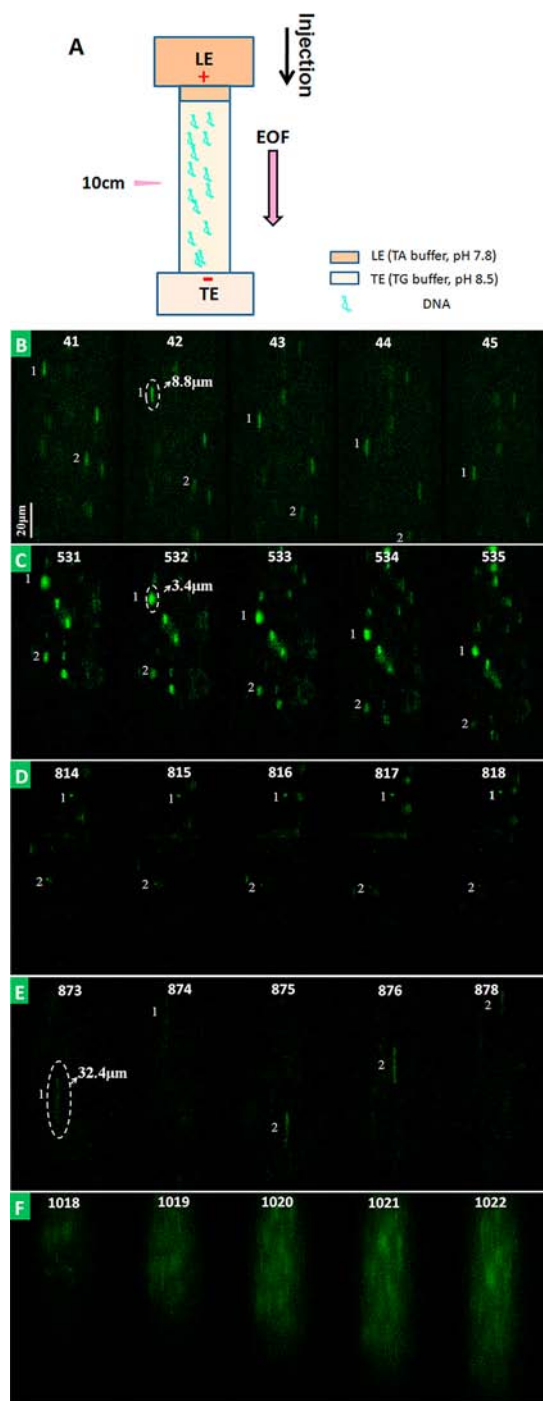 A
LE
+
Injection
EOF
10cm
-
TE
LE (TA buffer, pH 7.8)
TE (TG buffer, pH 8.5)
DNA
B
41 42 43 44 45
1 1 8.8μm 1 1 1
2 2 2 2
20μm
C
531 532 533 534 535
1 1 3.4μm 1 1 1
2 2 2 2 2
D
814 815 816 817 818
1 1 1 1 1
2 2 2 2 2
E
873 874 875 876 878
1 2
32.4μm
1 2 2
F
1018 1019 1020 1021 1022